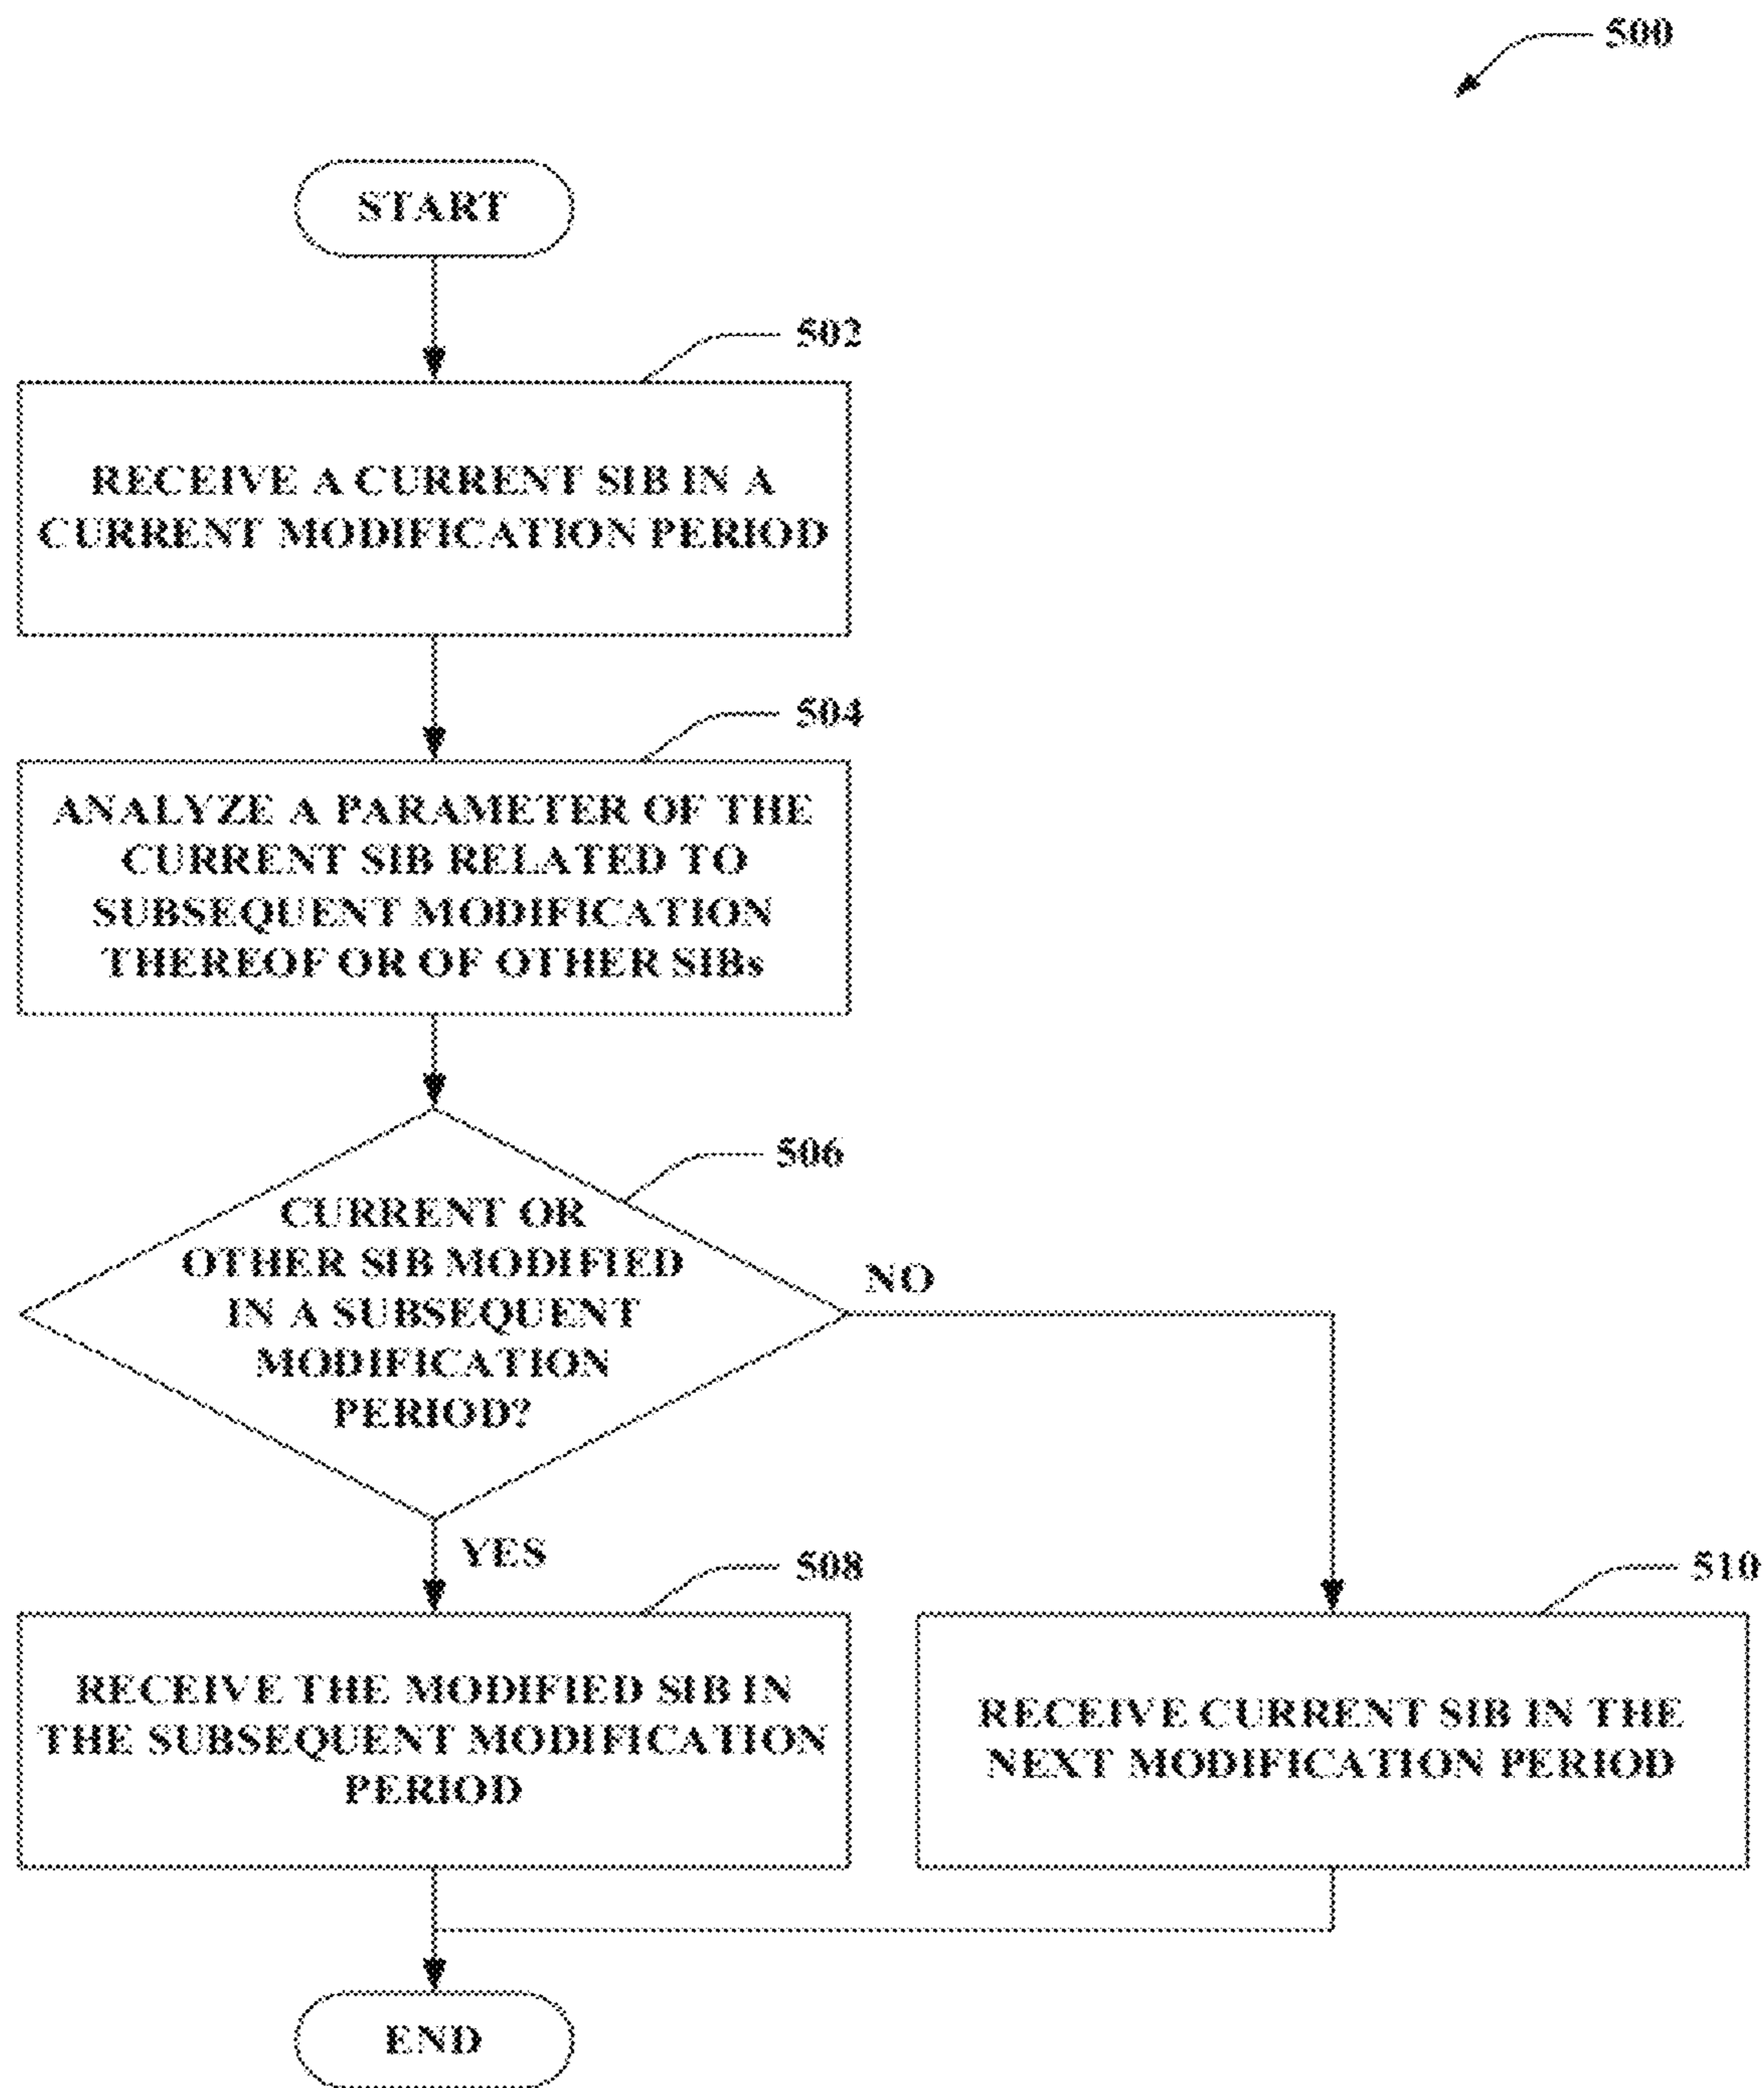 500
START
502
RECEIVE A CURRENT SIB IN A
CURRENT MODIFICATION PERIOD
504
ANALYZE A PARAMETER OF THE
CURRENT SIB RELATED TO
SUBSEQUENT MODIFICATION
THEREOF OR OF OTHER SIBs
506
CURRENT OR
OTHER SIB MODIFIED
IN A SUBSEQUENT
MODIFICATION
PERIOD?
NO
YES
508
RECEIVE THE MODIFIED SIB IN
THE SUBSEQUENT MODIFICATION
PERIOD
510
RECEIVE CURRENT SIB IN THE
NEXT MODIFICATION PERIOD
END